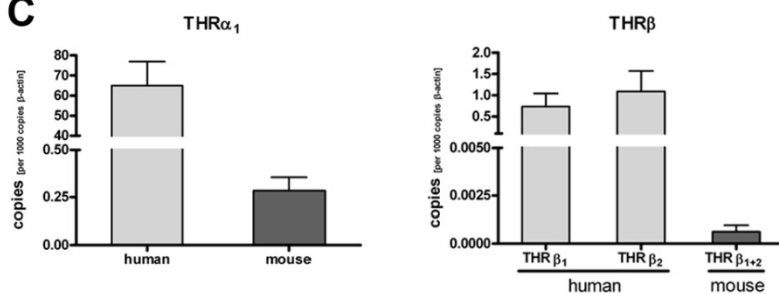 C
THRα1
copies [per 1000 copies β-actin]
80
70
60
50
40
0.50
0.25
0.00
human
mouse
THRβ
copies [per 1000 copies β-actin]
2.0
1.5
1.0
0.5
0.0050
0.0025
0.0000
THR β1
THR β2
THR β1+2
human
mouse